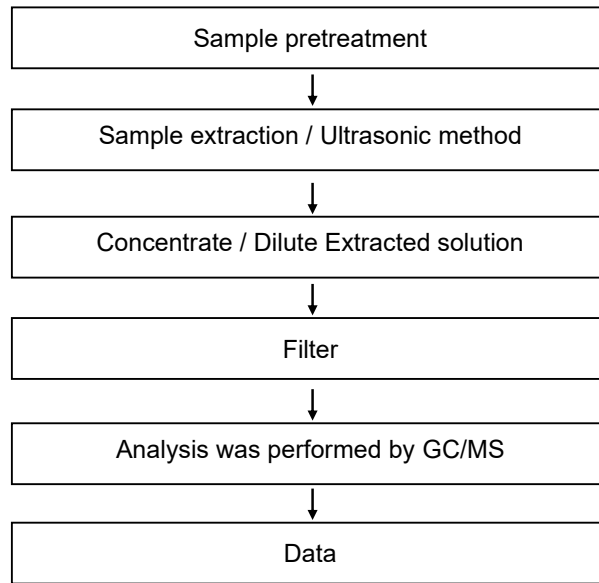 Sample pretreatment
Sample extraction / Ultrasonic method
Concentrate / Dilute Extracted solution
Filter
Analysis was performed by GC/MS
Data